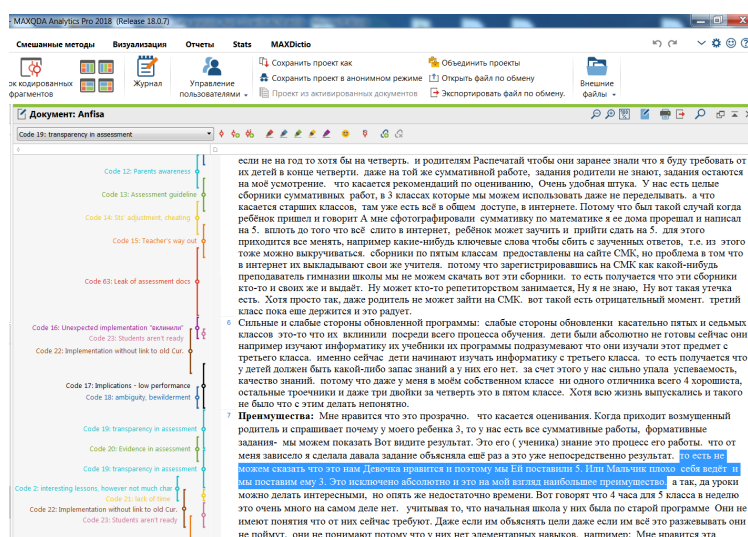 - MAXQDA Analytics Pro 2018 (Release 18.0.7)
Смешанные методы Визуализация Отчеты Stats MAXDictio
ок кодированных фрагментов
Журнал
Управление пользователями
Сохранить проект как
Сохранить проект в анонимном режиме
Проект из активированных документов
Объединить проекты
Открыть файл по обмену
Экспортировать файл по обмену.
Внешние файлы
Документ: Anfisa
Code 19: transparency in assessment
Code 12: Parents awareness
Code 13: Assessment guideline
Code 14: Sts' adjustment, cheating
Code 15: Teacher's way out
Code 63: Leak of assessment docs
Code 16: Unexpected implementation "вклинили"
Code 23: Students aren't ready
Code 22: Implementation without link to old Cur.
Code 17: Implications - low performance
Code 18: ambiguity, bewilderment
Code 19: transparency in assessment
Code 20: Evidence in assessment
Code 19: transparency in assessment
Code 2: interesting lessons, however not much char
Code 21: lack of time
Code 22: Implementation without link to old Cur.
Code 23: Students aren't ready
если не на год то хотя бы на четверть. и родителям Распечатай чтобы они заранее знали что я буду требовать от
их детей в конце четверти. даже на той же суммативной работе, задания родители не знают, задания остаются
на моё усмотрение. что касается рекомендаций по оцениванию, Очень удобная штука. У нас есть целые
сборники суммативных работ, в 3 классах которые мы можем использовать даже не переделывать. а что
касается старших классов, там уже есть всё в общем доступе, в интернете. Потому что был такой случай когда
ребёнок пришел и говорит А мне сфотографировали суммативку по математике я ее дома прорешал и написал
на 5. вплоть до того что всё слито в интернет, ребёнок может заучить и прийти сдать на 5. для этого
приходится все менять, например какие-нибудь ключевые слова чтобы сбить с заученных ответов, т.е. из этого
тоже можно выкручиваться. сборники по пятым классам предоставлены на сайте СМК, но проблема в том что
в интернет их выкладывают свои же учителя. потому что зарегистрировавшись на СМК как какой-нибудь
преподаватель гимназии школы мы не можем скачать вот эти сборники. то есть получается что эти сборники
кто-то и своих же и выдаёт. Ну может кто-то репетиторством занимается, Ну я не знаю, Ну вот такая утечка
есть. Хотя просто так, даже родитель не может зайти на СМК. вот такой есть отрицательный момент. третий
класс пока еще держится и это радует.
6 Сильные и слабые стороны обновленной программы: слабые стороны обновленки касательно пятых и седьмых
классов это-то что их вклинили посреди всего процесса обучения. дети были абсолютно не готовы сейчас они
например изучают информатику их учебники их программы подразумевают что они изучали этот предмет с
третьего класса. именно сейчас дети начинают изучать информатику с третьего класса. то есть получается что
у детей должен быть какой-либо запас знаний а у них его нет. за счет этого у нас сильно упала успеваемость,
качество знаний. потому что даже у меня в моём собственном классе ни одного отличника всего 4 хорошиста,
остальные троечники и даже три двойки за четверть это в пятом классе. Хотя всю жизнь выпускались и такого
не было что с этим делать непонятно.
7 Преимущества: Мне нравится что это прозрачно. что касается оценивания. Когда приходит возмущенный
родитель и спрашивает почему у моего ребенка 3, то у нас есть все суммативные работы, формативные
задания- мы можем показать Вот видите результат. Это его ( ученика) знание это процесс его работы. что от
меня зависело я сделала давала задание объясняла ещё раз а это уже непосредственно результат. то есть не
можем сказать что это нам Девочка нравится и поэтому мы Ей поставили 5. Или Мальчик плохо себя ведёт и
мы поставим ему 3. Это исключено абсолютно и это на мой взгляд наибольшее преимущество. а так, да уроки
можно делать интересными, но опять же недостаточно времени. Вот говорят что 4 часа для 5 класса в неделю
это очень много на самом деле нет. учитывая то, что начальная школа у них была по старой программе Они не
имеют понятия что от них сейчас требуют. Даже если им объяснять цели даже если им всё это разжевывать они
не поймут. они не понимают потому что у них нет элементарных навыков. например: Мне нравится эта